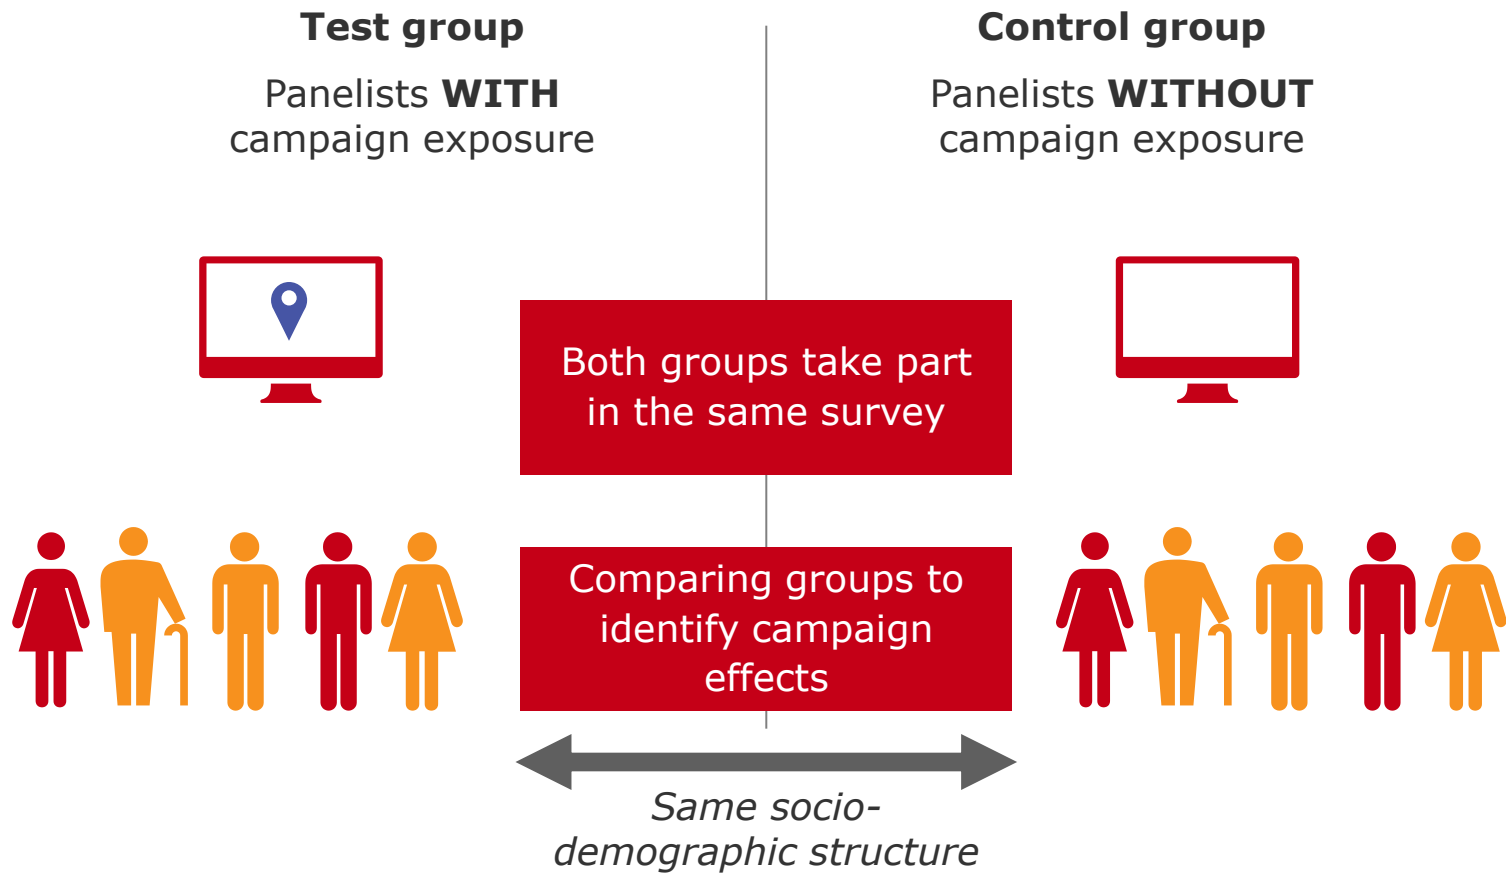 Test group
Panelists WITH
campaign exposure
Control group
Panelists WITHOUT
campaign exposure
Both groups take part
in the same survey
Comparing groups to
identify campaign
effects
Same socio-
demographic structure